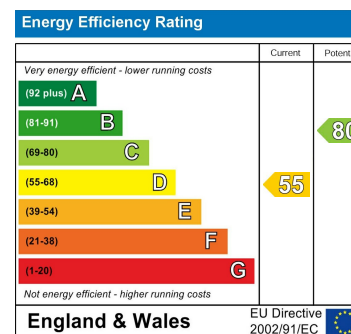 Energy Efficiency Rating
Current
Very energy efficient - lower running costs
(92 plus) A
(81-91) B
(69-80) C
(55-68) D
55
(39-54) E
(21-38) F
(1-20) G
Not energy efficient - higher running costs
England & Wales
EU Directive
2002/91/EC